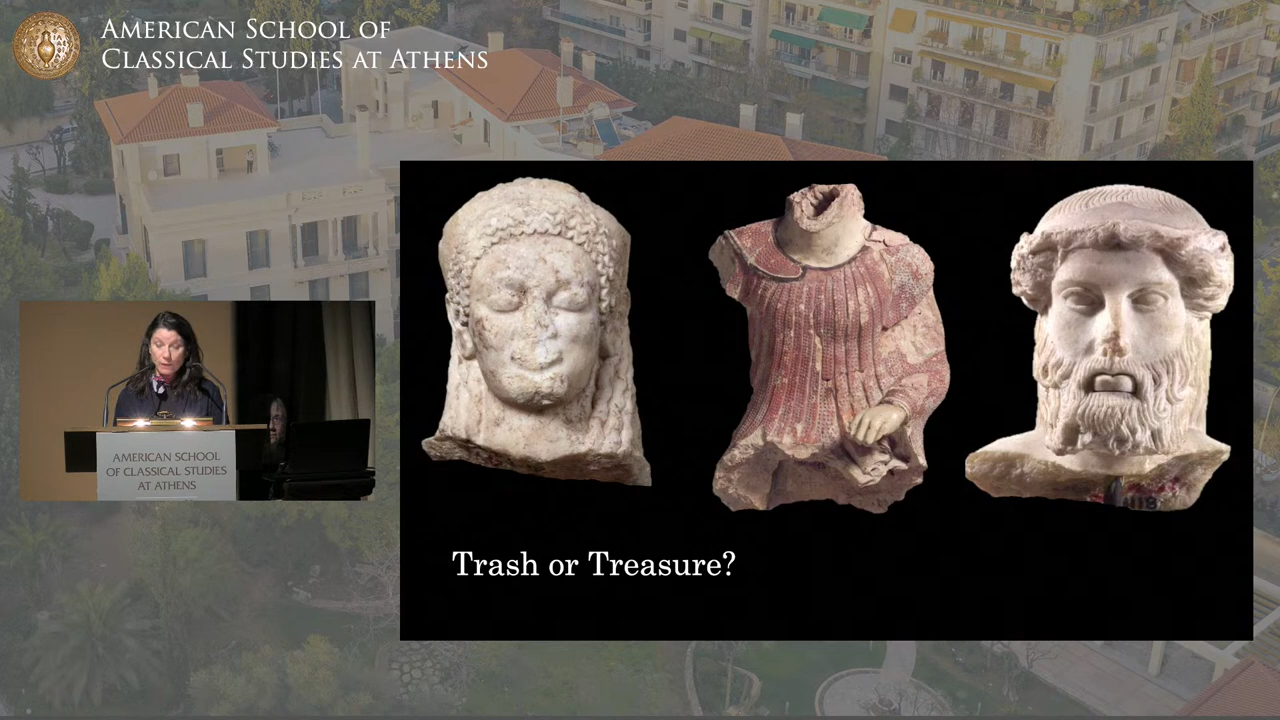 American School of
Classical Studies at Athens
AMERICAN SCHOOL
OF CLASSICAL STUDIES
AT ATHENS
Trash or Treasure?